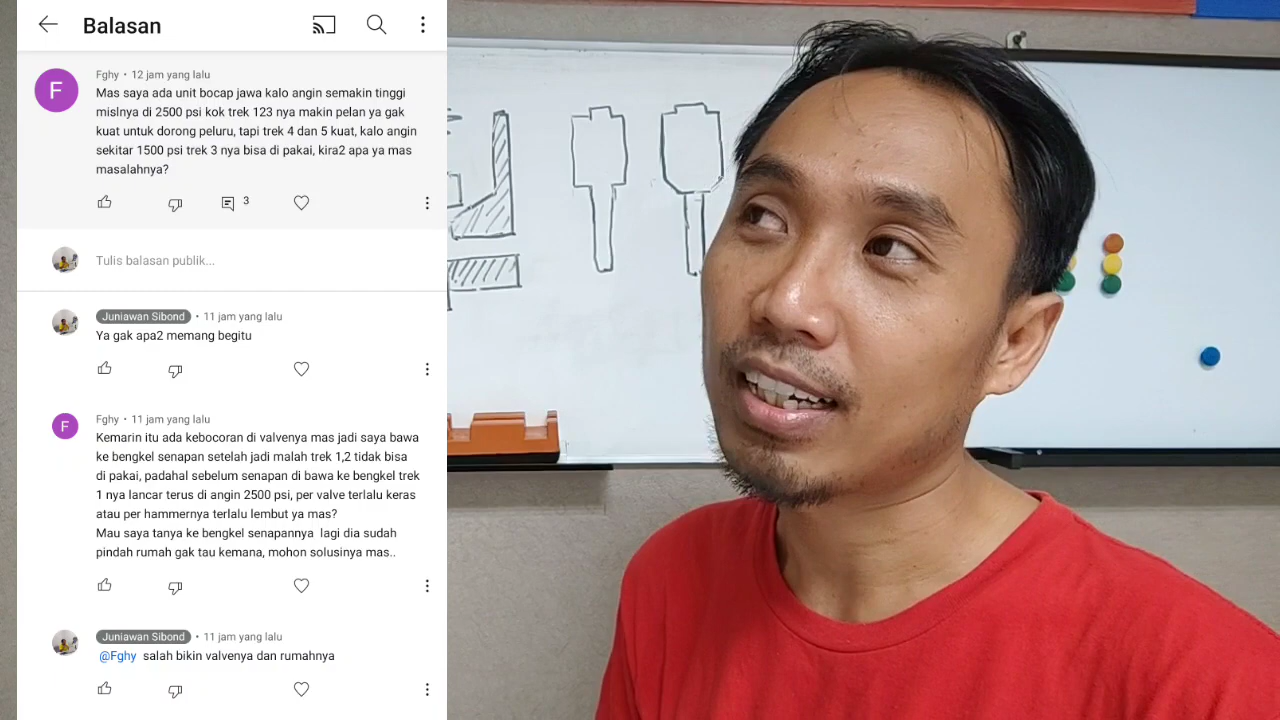 Balasan
F
Fghy • 12 jam yang lalu
Mas saya ada unit bocap jawa kalo angin semakin tinggi
mislnya di 2500 psi kok trek 123 nya makin pelan ya gak
kuat untuk dorong peluru, tapi trek 4 dan 5 kuat, kalo angin
sekitar 1500 psi trek 3 nya bisa di pakai, kira2 apa ya mas
masalahnya?
3
Tulis balasan publik...
Juniawan Sibond • 11 jam yang lalu
Ya gak apa2 memang begitu
F
Fghy • 11 jam yang lalu
Kemarin itu ada kebocoran di valvenya mas jadi saya bawa
ke bengkel senapan setelah jadi malah trek 1,2 tidak bisa
di pakai, padahal sebelum senapan di bawa ke bengkel trek
1 nya lancar terus di angin 2500 psi, per valve terlalu keras
atau per hammernya terlalu lembut ya mas?
Mau saya tanya ke bengkel senapannya lagi dia sudah
pindah rumah gak tau kemana, mohon solusinya mas..
Juniawan Sibond • 11 jam yang lalu
@Fghy salah bikin valvenya dan rumahnya